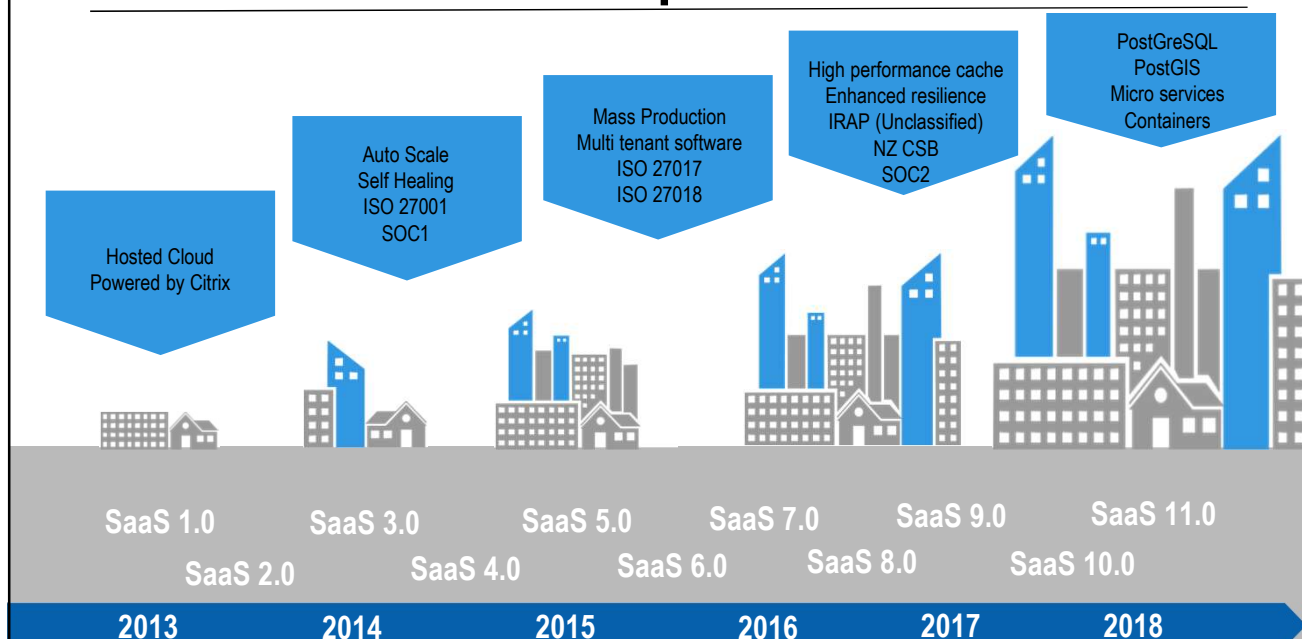 Hosted Cloud
Powered by Citrix
Auto Scale
Self Healing
ISO 27001
SOC1
Mass Production
Multi tenant software
ISO 27017
ISO 27018
High performance cache
Enhanced resilience
IRAP (Unclassified)
NZ CSB
SOC2
PostGreSQL
PostGIS
Micro services
Containers
SaaS 1.0
SaaS 2.0
SaaS 3.0
SaaS 4.0
SaaS 5.0
SaaS 6.0
SaaS 7.0
SaaS 8.0
SaaS 9.0
SaaS 10.0
SaaS 11.0
2013
2014
2015
2016
2017
2018